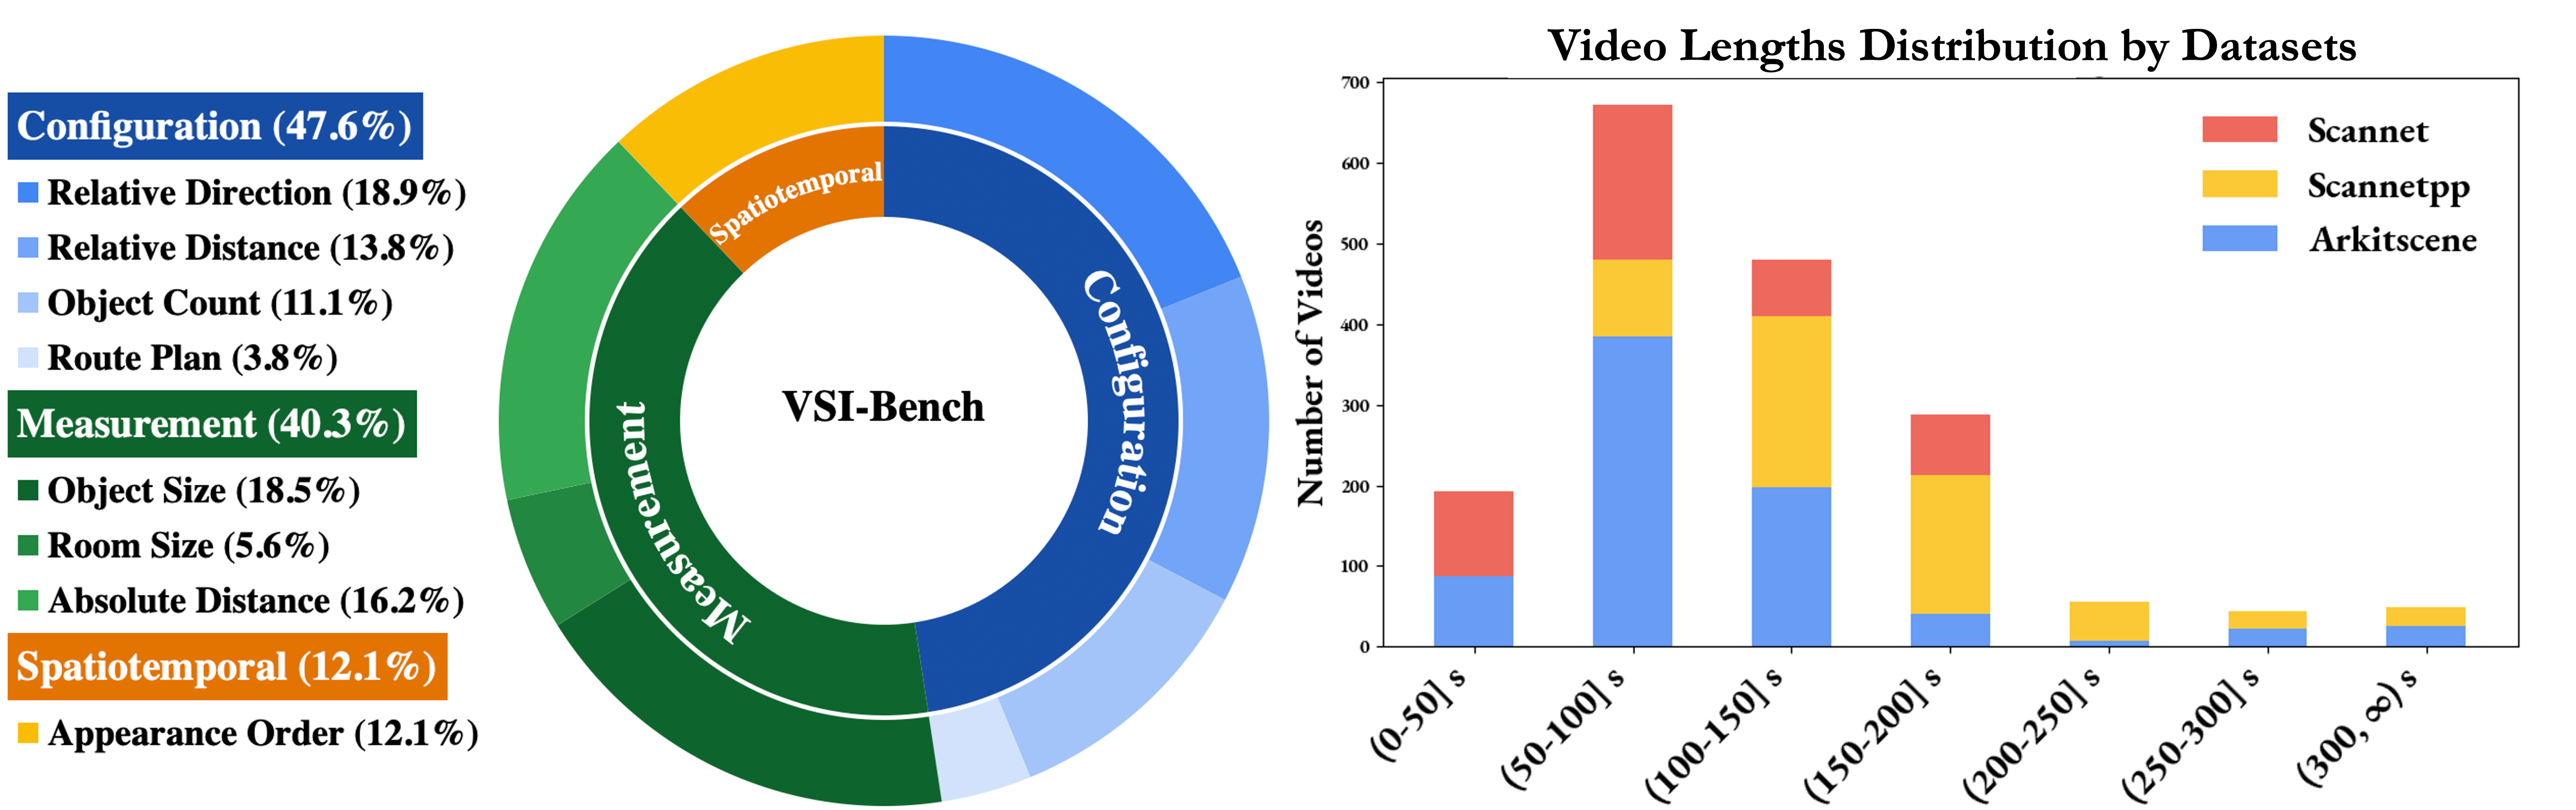 Configuration (47.6%)
Relative Direction (18.9%)
Relative Distance (13.8%)
Object Count (11.1%)
Route Plan (3.8%)
Measurement (40.3%)
Object Size (18.5%)
Room Size (5.6%)
Absolute Distance (16.2%)
Spatiotemporal (12.1%)
Appearance Order (12.1%)
Spatiotemporal
Configuration
Measurement
VSI-Bench
Video Lengths Distribution by Datasets
Number of Videos
700
600
500
400
300
200
100
0
Scannet
Scannetpp
Arkitscene
(0-50] s
(50-100] s
(100-150] s
(150-200] s
(200-250] s
(250-300] s
(300, ∞) s